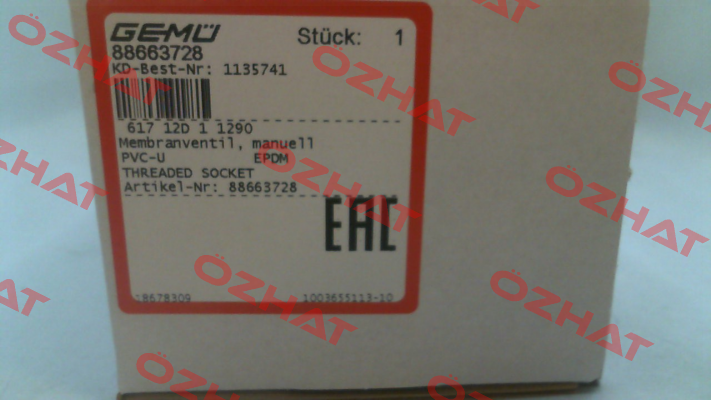 GEMÜ Stück: 1
88663728
KD-Best-Nr: 1135741
617 12D 1 1290
Membranventil, manuell
PVC-U EPDM
THREADED SOCKET
Artikel-Nr: 88663728
EAC
18678309 1003655113-10
ÖZHAT
ÖZHAT
ÖZHAT
ÖZHAT
ÖZHAT
ÖZHAT
ÖZHAT
ÖZHAT